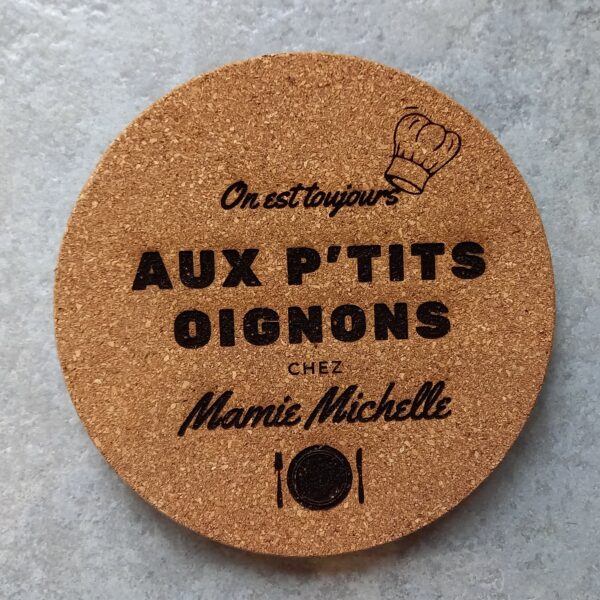 On est toujours
AUX P'TITS
OIGNONS
CHEZ
Mamie Michelle